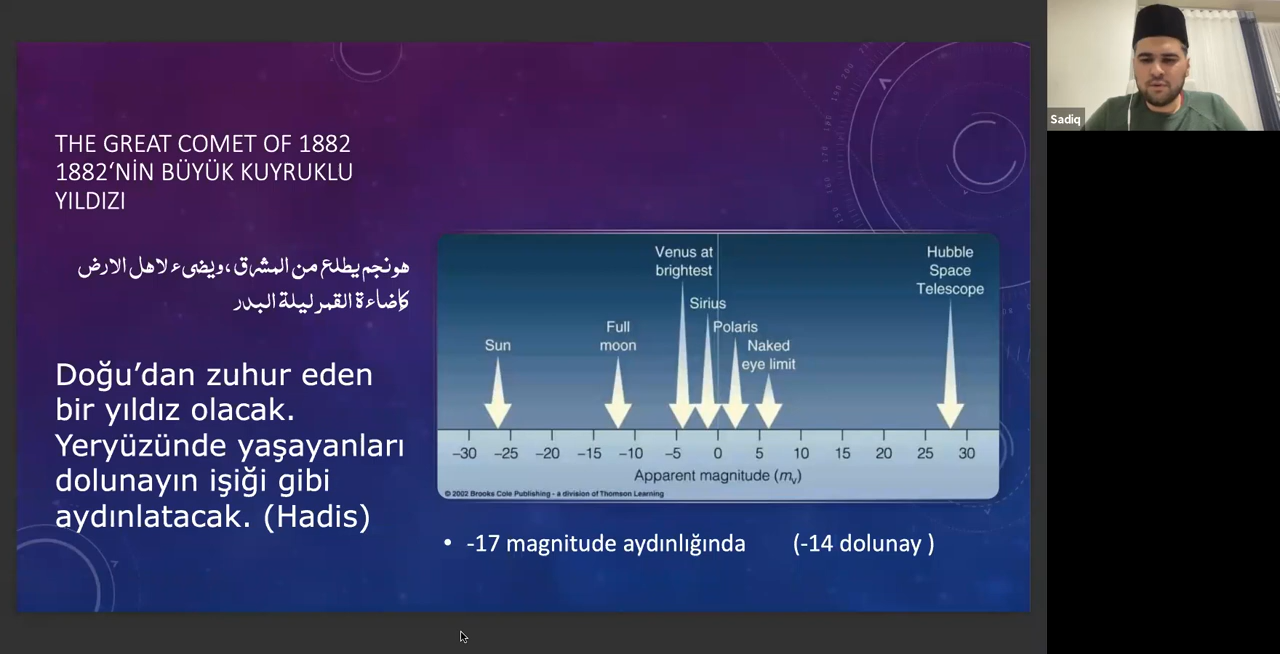 THE GREAT COMET OF 1882
1882'NİN BÜYÜK KUYRUKLU
YILDIZI
هو نجم يطلع من المشرق ،ويضىء لاهل الارض
كإضاءة القمر ليلة البدر
Doğu'dan zuhur eden
bir yıldız olacak.
Yeryüzünde yaşayanları
dolunayın işiği gibi
aydınlatacak. (Hadis)
Venus at
brightest
Hubble
Space
Telescope
Sirius
Full
moon
Polaris
Sun
Naked
eye limit
−30 −25 −20 −15 −10 −5 0 5 10 15 20 25 30
Apparent magnitude (mv)
© 2002 Brooks Cole Publishing - a division of Thomson Learning
• -17 magnitude aydınlığında (-14 dolunay )
Sadiq